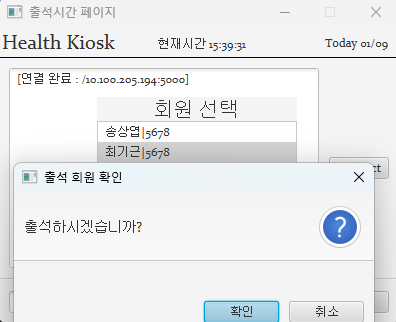 출석시간 페이지
Health Kiosk 현재시간 15:39:31 Today 01/09
[연결 완료 : /10.100.205.194:5000]
회원 선택
송상엽|5678
최기근|5678
출석 회원 확인
출석하시겠습니까?
확인 취소